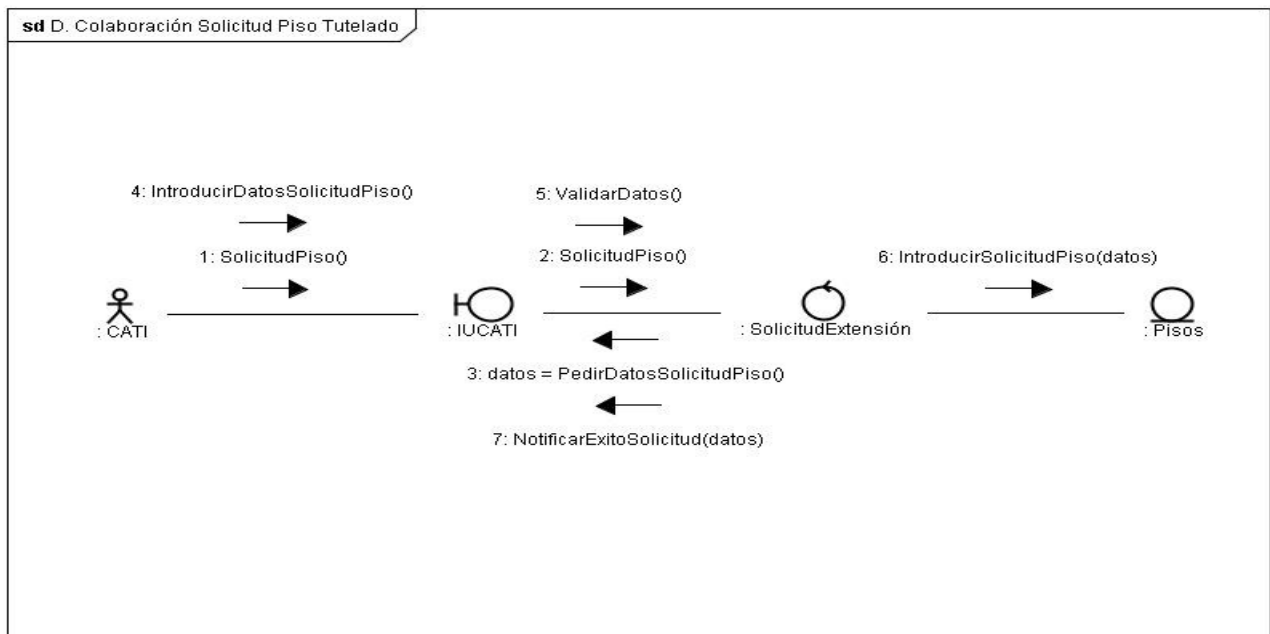 sd D. Colaboración Solicitud Piso Tutelado
4: IntroducirDatosSolicitudPiso()
5: ValidarDatos()
1: SolicitudPiso()
2: SolicitudPiso()
6: IntroducirSolicitudPiso(datos)
: CATI
: IUCATI
: SolicitudExtensión
: Pisos
3: datos = PedirDatosSolicitudPiso()
7: NotificarExitoSolicitud(datos)